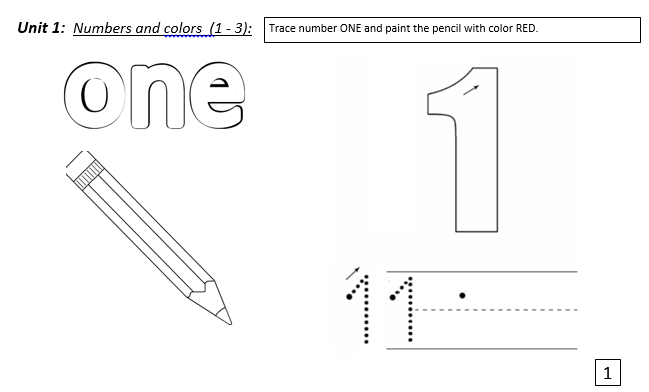 Unit 1: Numbers and colors (1 - 3):
Trace number ONE and paint the pencil with color RED.
one
1
1 1
1